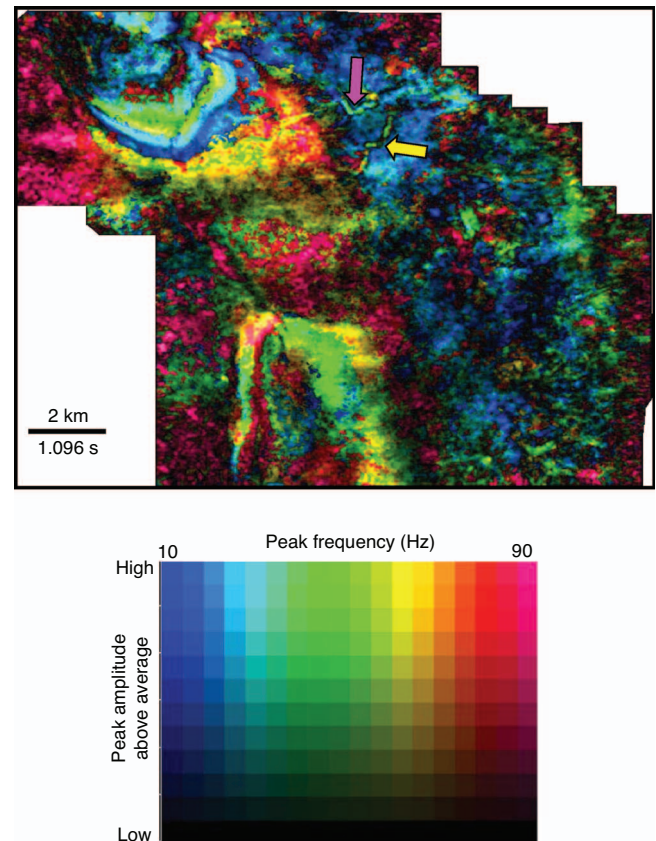 2 km
1.096 s
Peak frequency (Hz)
10
90
High
Peak amplitude
above average
Low